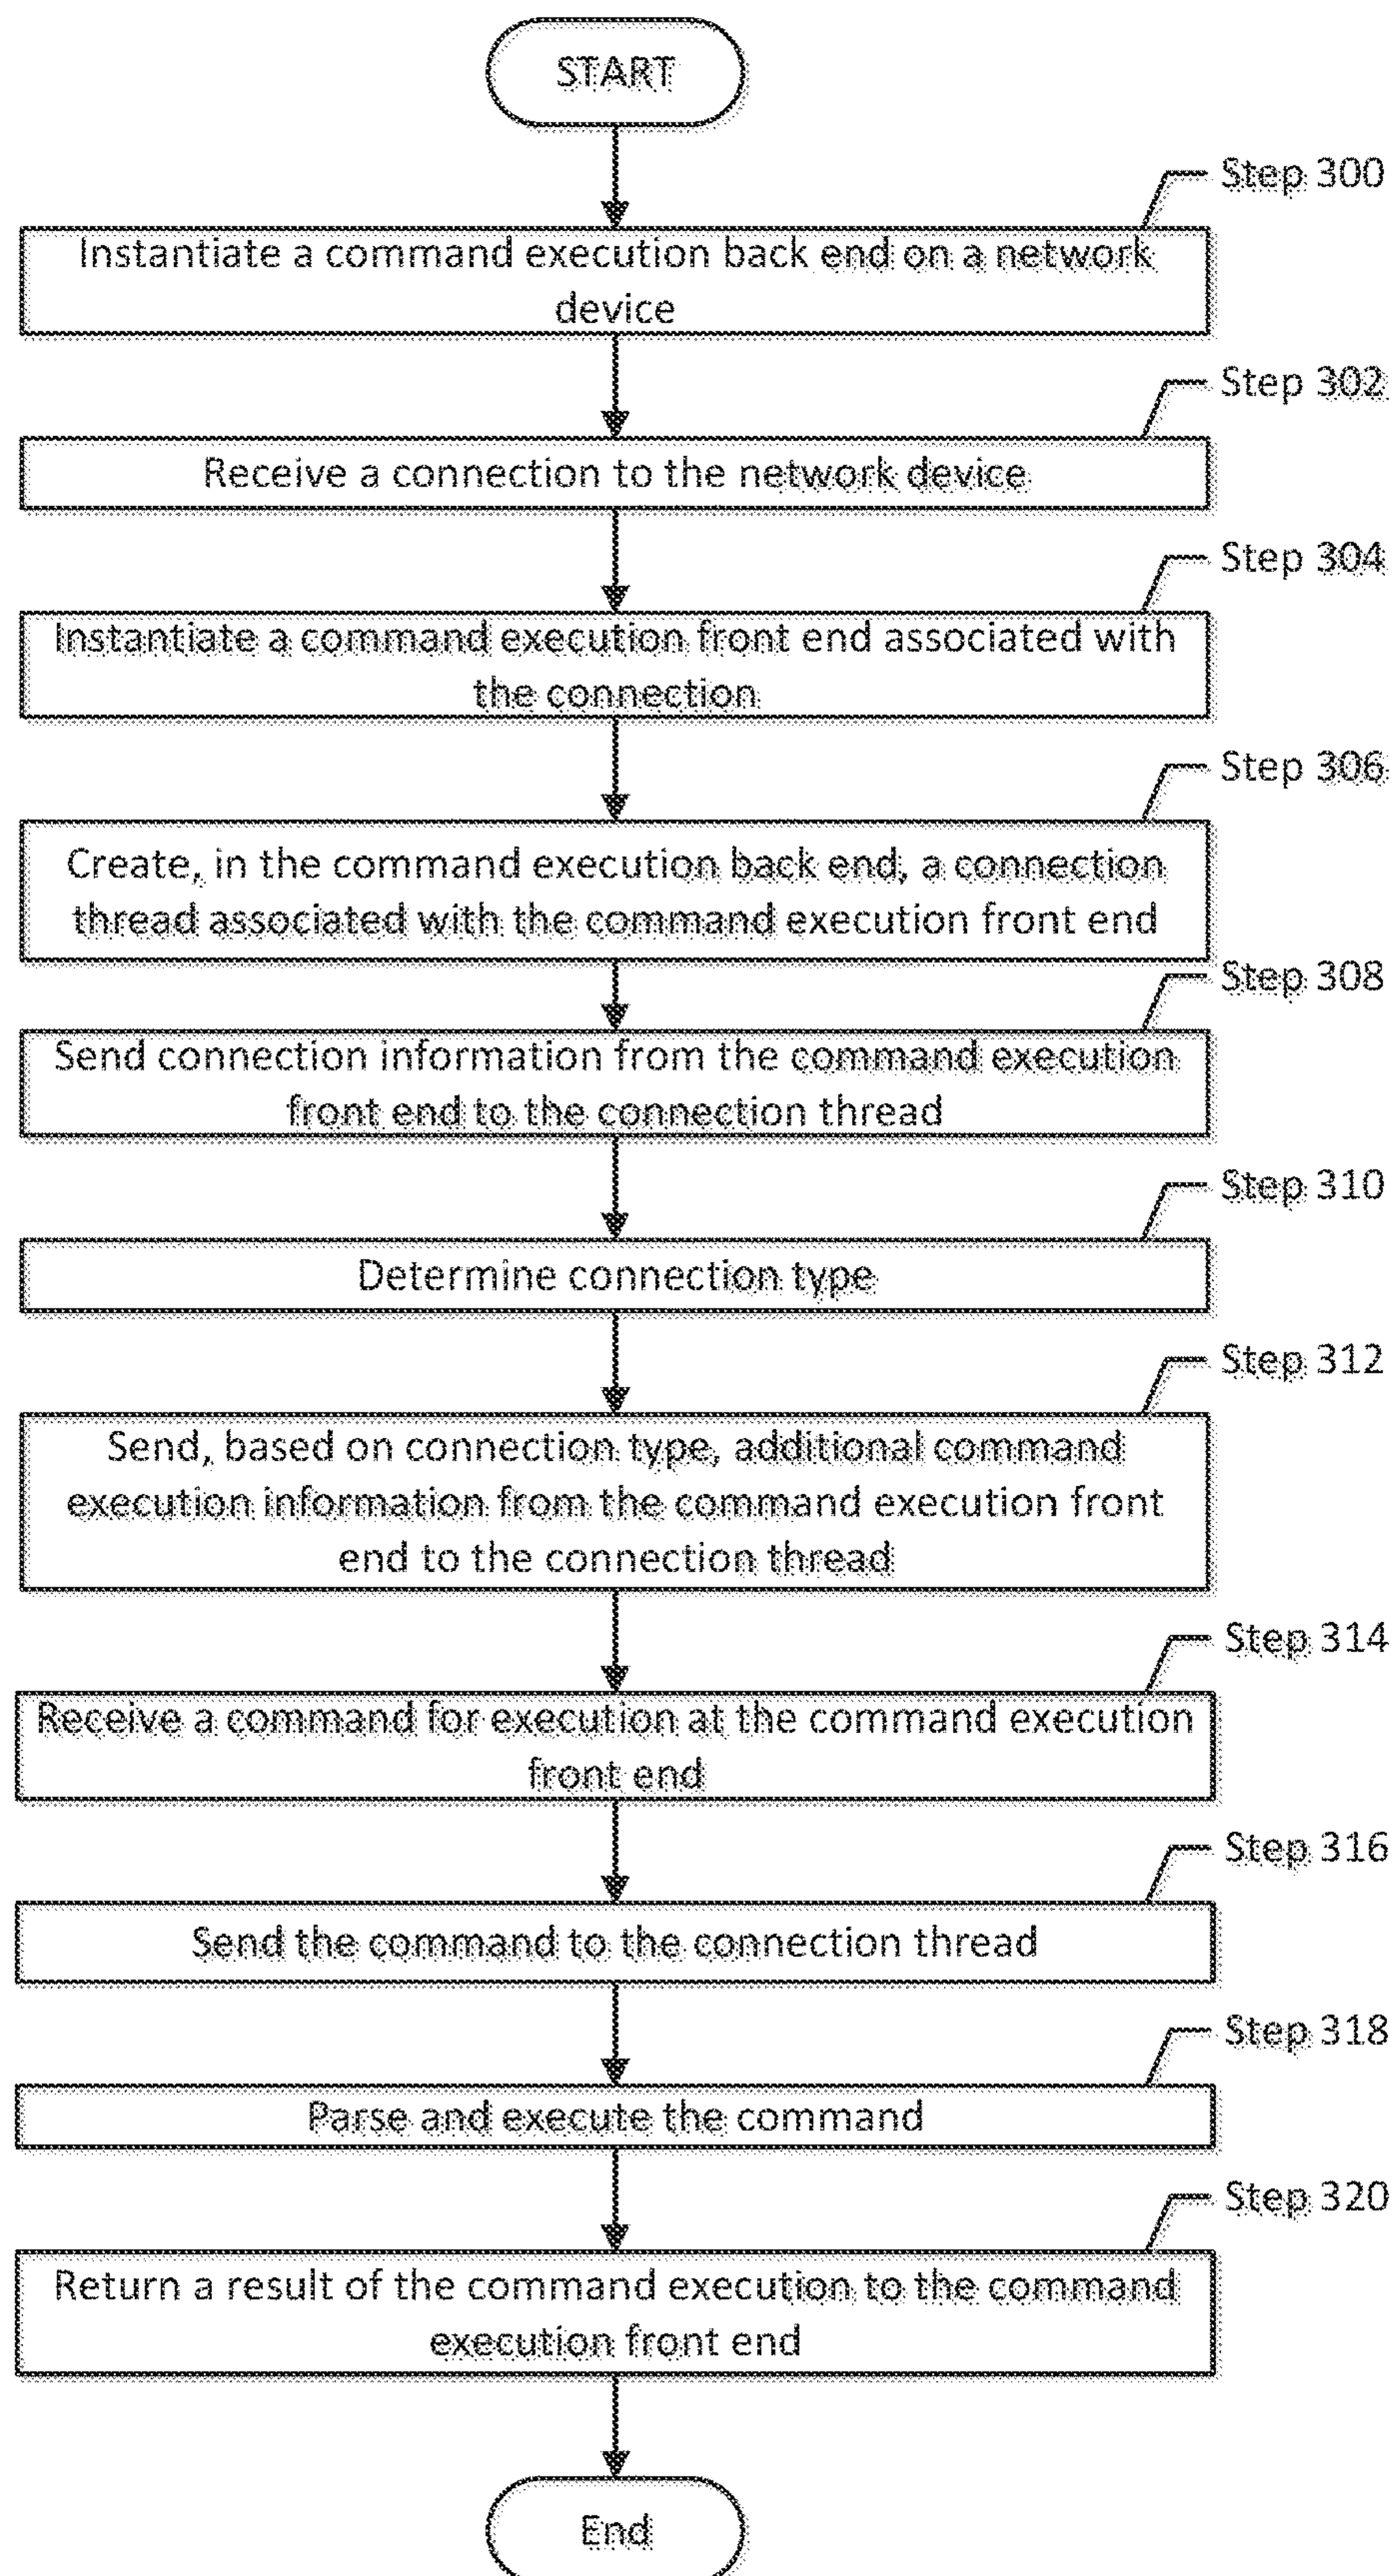 START
Step 300
Instantiate a command execution back end on a network
device
Step 302
Receive a connection to the network device
Step 304
Instantiate a command execution front end associated with
the connection
Step 306
Create, in the command execution back end, a connection
thread associated with the command execution front end
Step 308
Send connection information from the command execution
front end to the connection thread
Step 310
Determine connection type
Step 312
Send, based on connection type, additional command
execution information from the command execution front
end to the connection thread
Step 314
Receive a command for execution at the command execution
front end
Step 316
Send the command to the connection thread
Step 318
Parse and execute the command
Step 320
Return a result of the command execution to the command
execution front end
End